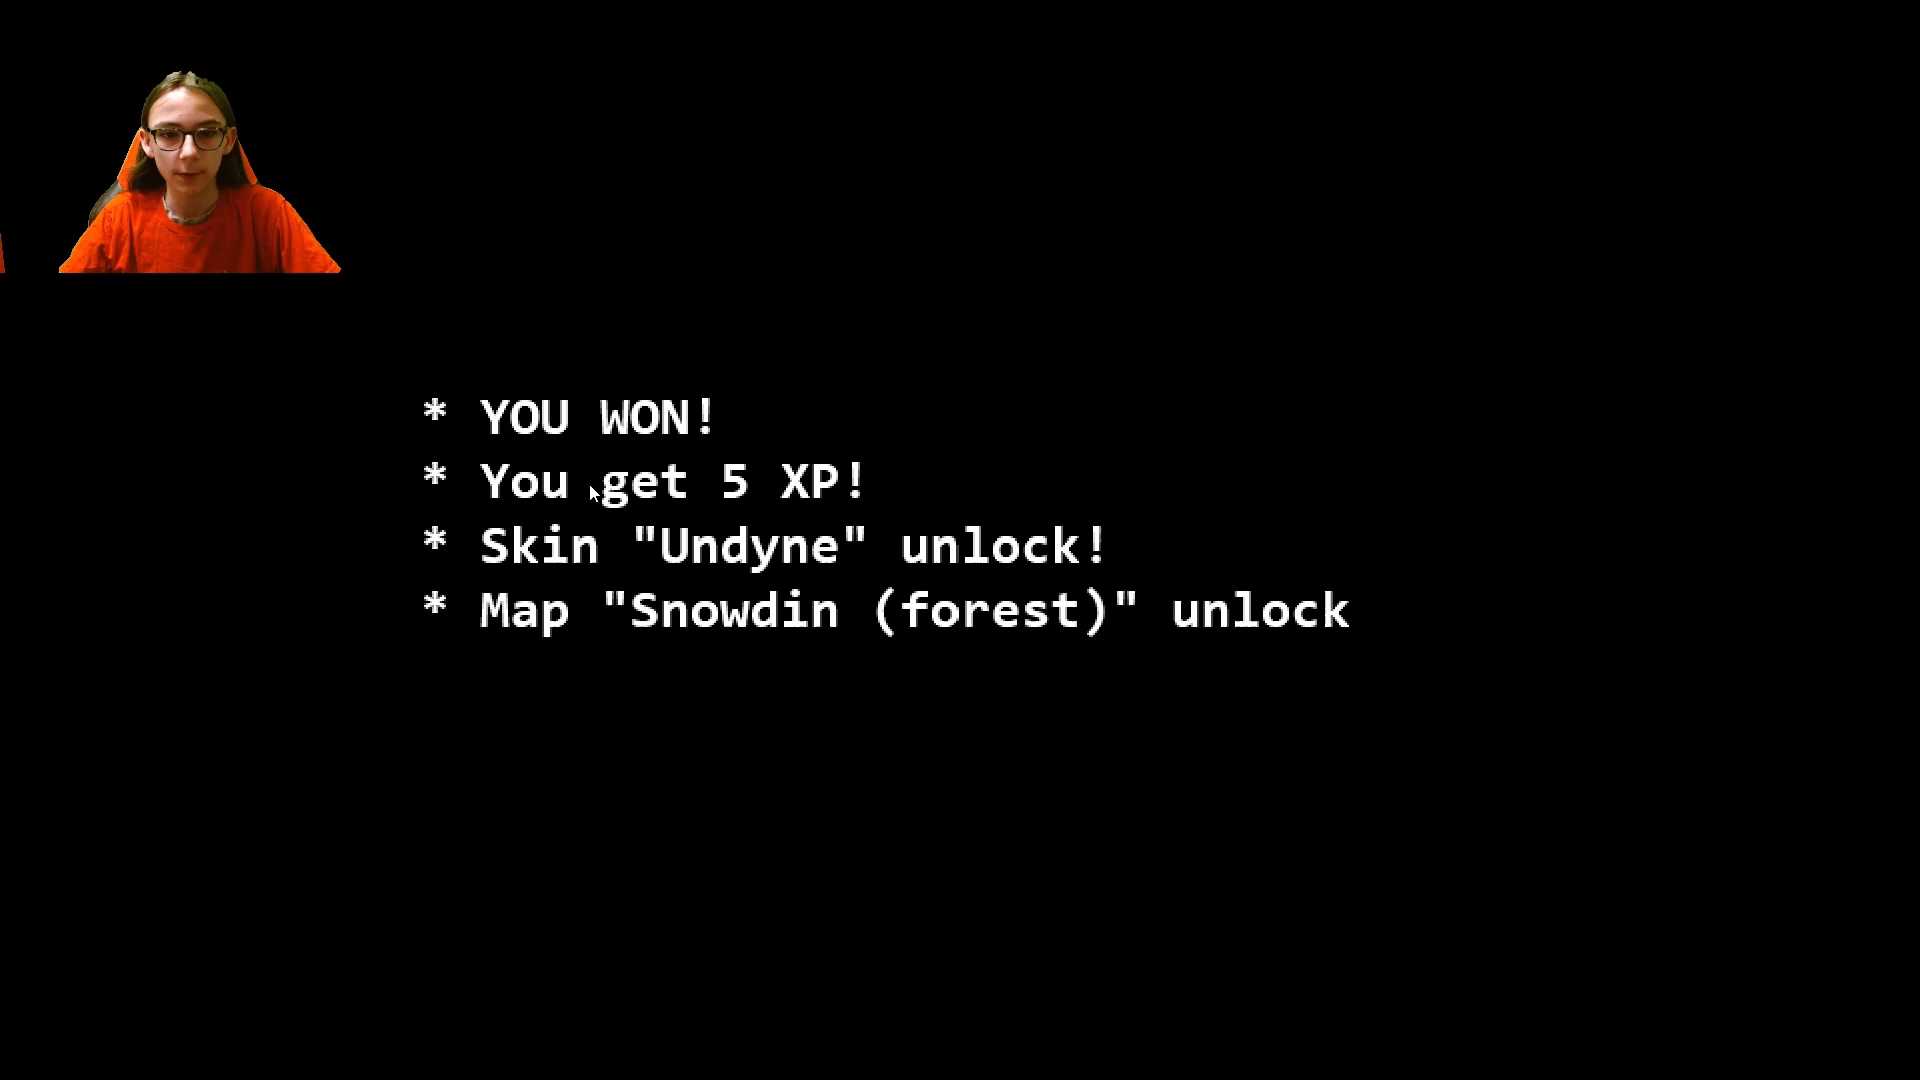 * YOU WON!
* You get 5 XP!
* Skin "Undyne" unlock!
* Map "Snowdin (forest)" unlock